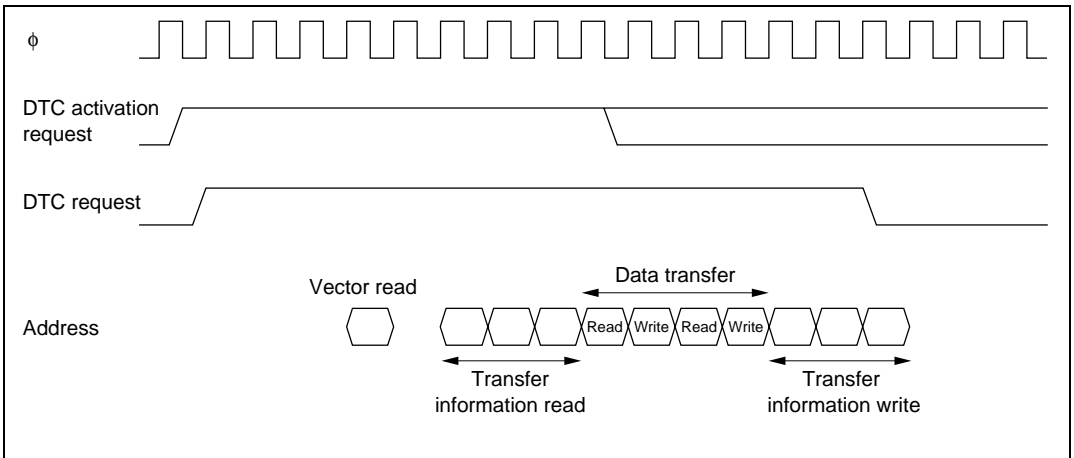 ϕ
DTC activation
request
DTC request
Data transfer
Vector read
Address
Read Write Read Write
Transfer
information read
Transfer
information write